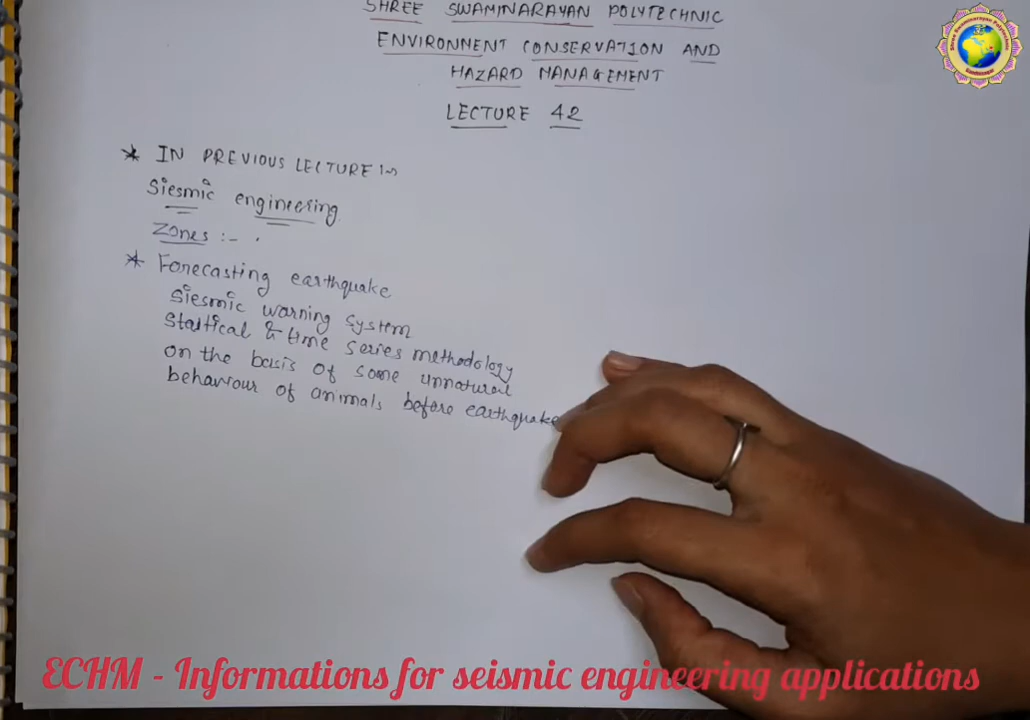 SHREE SWAMINARAYAN POLYTECHNIC
ENVIRONMENT CONSERVATION AND
HAZARD MANAGEMENT
LECTURE 42
* IN PREVIOUS LECTURE :-
Siesmic engineering
Zones :-
* Forecasting earthquake
Siesmic warning system
Statical & time series methodology
on the basis of some unnatural
behaviour of animals before earthquake
ECHM - Informations for seismic engineering applications